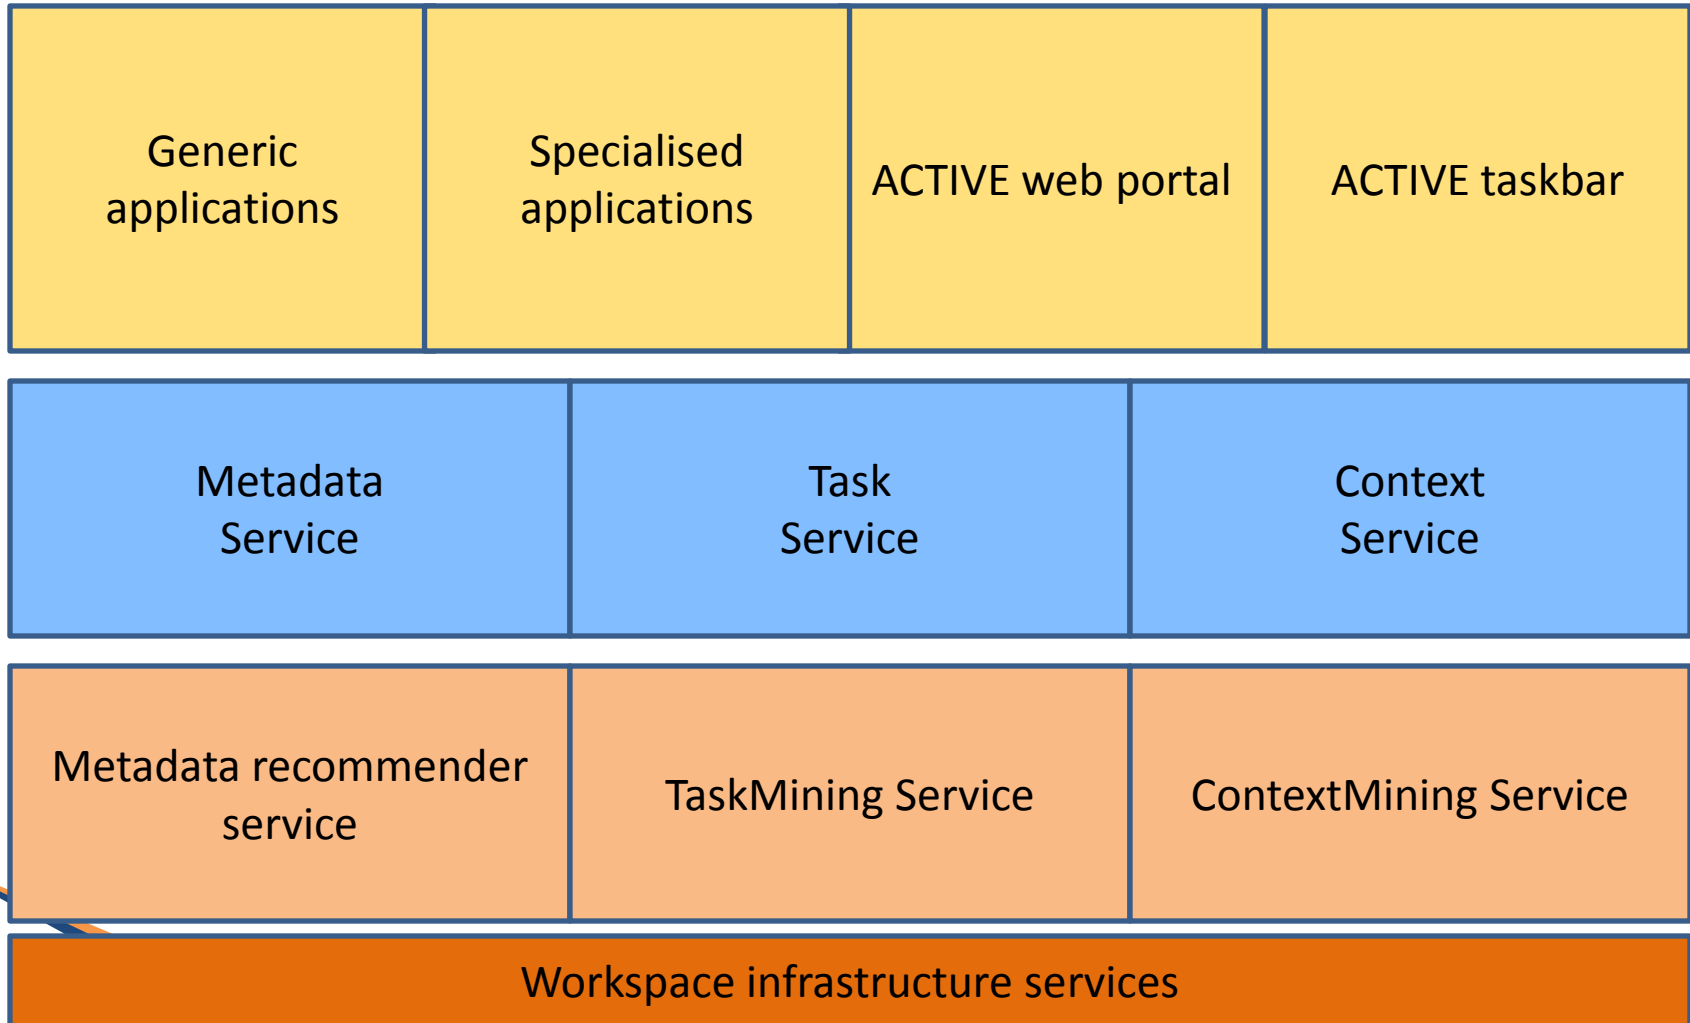 Generic
applications
Specialised
applications
ACTIVE web portal
ACTIVE taskbar
Metadata
Service
Task
Service
Context
Service
Metadata recommender
service
TaskMining Service
ContextMining Service
Workspace infrastructure services